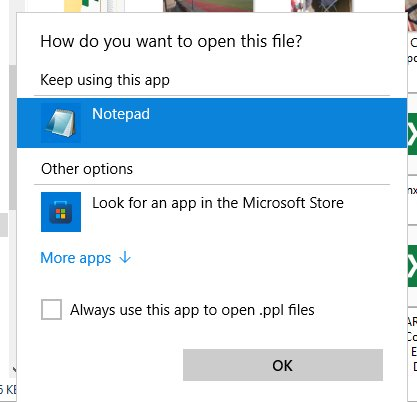 How do you want to open this file?
Keep using this app
Notepad
Other options
Look for an app in the Microsoft Store
More apps
Always use this app to open .ppl files
OK